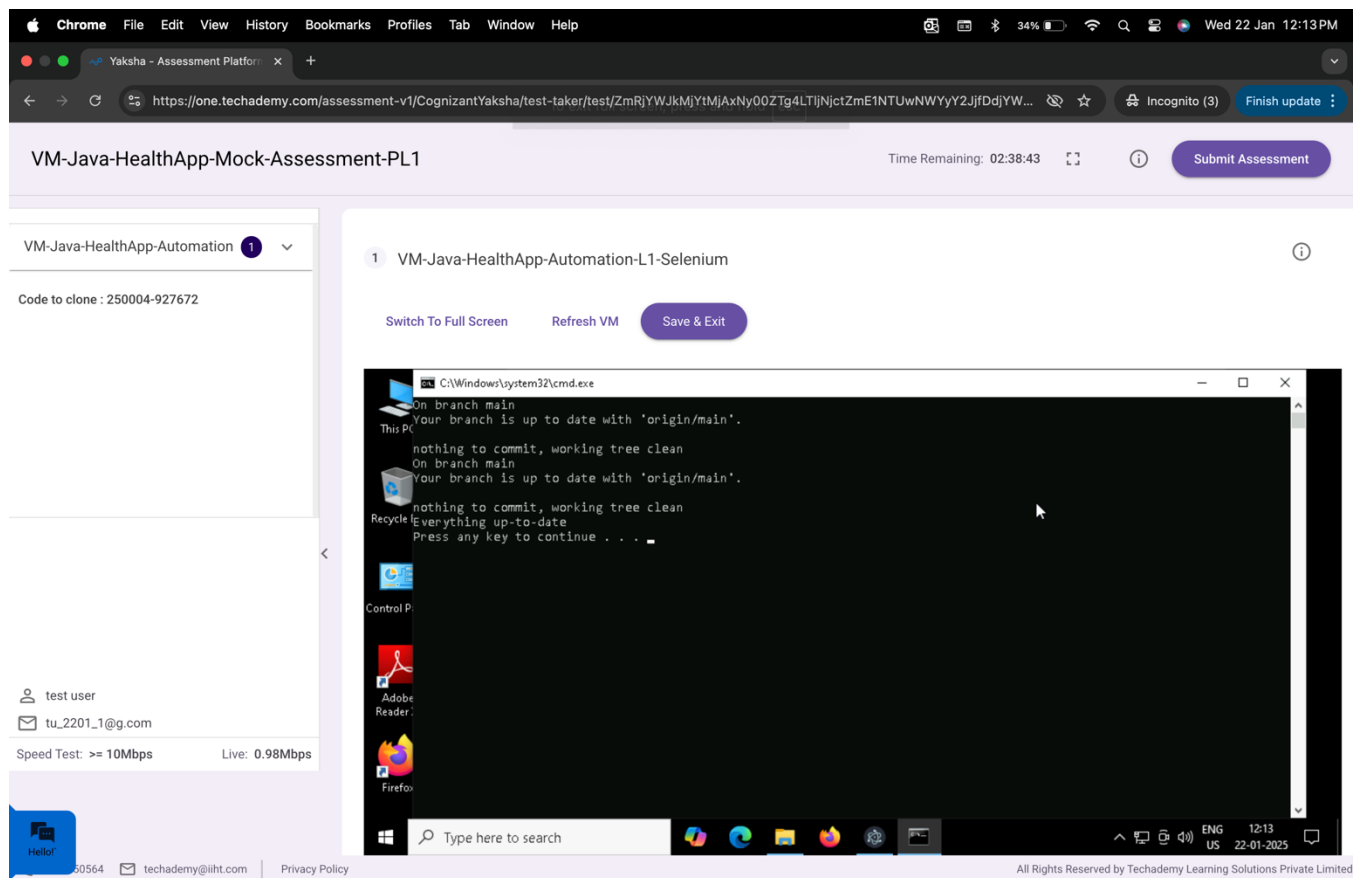 Chrome File Edit View History Bookmarks Profiles Tab Window Help 34% Wed 22 Jan 12:13 PM
Yaksha - Assessment Platform
https://one.techademy.com/assessment-v1/CognizantYaksha/test-taker/test/ZmRjYWJkMjYtMjAxNy00ZTg4LTljNjctZmE1NTUwNWYyY2JjfDdjYW... Incognito (3) Finish update
VM-Java-HealthApp-Mock-Assessment-PL1
Time Remaining: 02:38:43
Submit Assessment
VM-Java-HealthApp-Automation 1
Code to clone : 250004-927672
1 VM-Java-HealthApp-Automation-L1-Selenium
Switch To Full Screen Refresh VM Save & Exit
C:\Windows\system32\cmd.exe
On branch main
Your branch is up to date with 'origin/main'.
nothing to commit, working tree clean
On branch main
Your branch is up to date with 'origin/main'.
nothing to commit, working tree clean
Everything up-to-date
Press any key to continue . . .
This PC
Recycle
Control P
Adobe
Reader
Firefox
Type here to search
ENG
US
12:13
22-01-2025
test user
tu_2201_1@g.com
Speed Test: >= 10Mbps Live: 0.98Mbps
Hello!
50564 techademy@iiht.com Privacy Policy
All Rights Reserved by Techademy Learning Solutions Private Limited